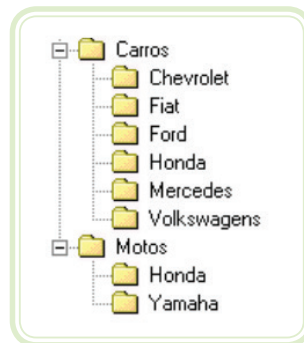 Carros
Chevrolet
Fiat
Ford
Honda
Mercedes
Volkswagens
Motos
Honda
Yamaha